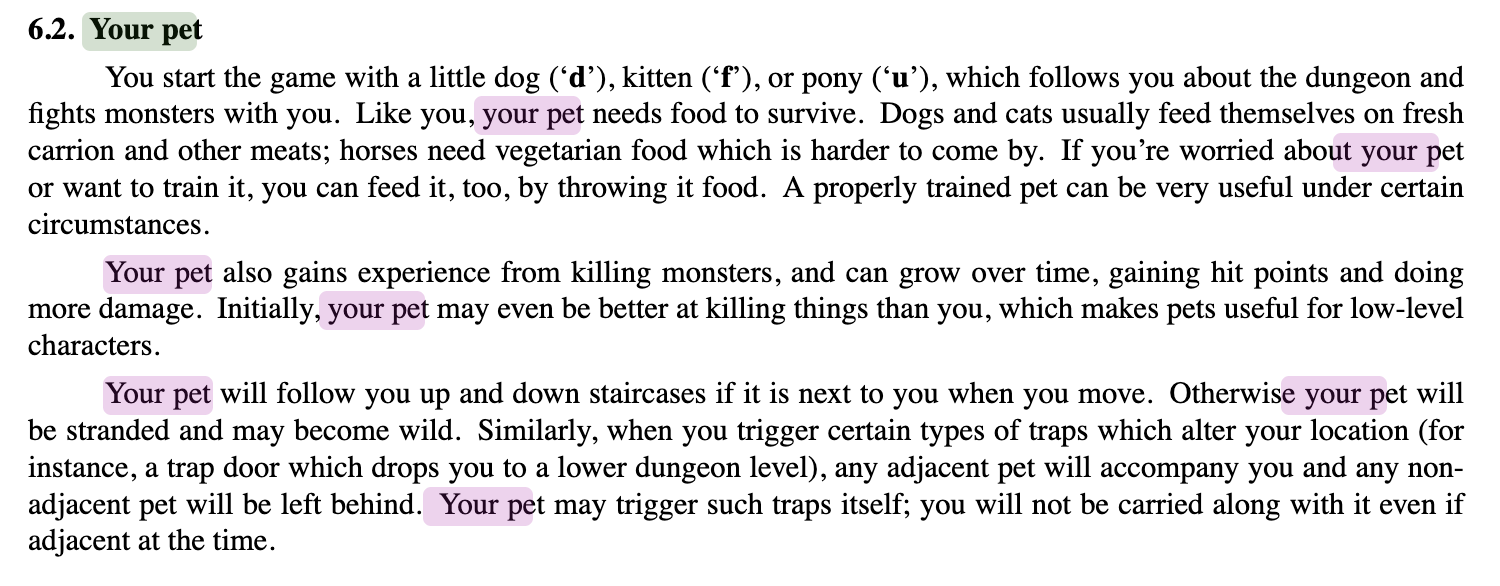 6.2. Your pet
You start the game with a little dog (‘d’), kitten (‘f’), or pony (‘u’), which follows you about the dungeon and
fights monsters with you. Like you, your pet needs food to survive. Dogs and cats usually feed themselves on fresh
carrion and other meats; horses need vegetarian food which is harder to come by. If you’re worried about your pet
or want to train it, you can feed it, too, by throwing it food. A properly trained pet can be very useful under certain
circumstances.
Your pet also gains experience from killing monsters, and can grow over time, gaining hit points and doing
more damage. Initially, your pet may even be better at killing things than you, which makes pets useful for low-level
characters.
Your pet will follow you up and down staircases if it is next to you when you move. Otherwise your pet will
be stranded and may become wild. Similarly, when you trigger certain types of traps which alter your location (for
instance, a trap door which drops you to a lower dungeon level), any adjacent pet will accompany you and any non-
adjacent pet will be left behind. Your pet may trigger such traps itself; you will not be carried along with it even if
adjacent at the time.